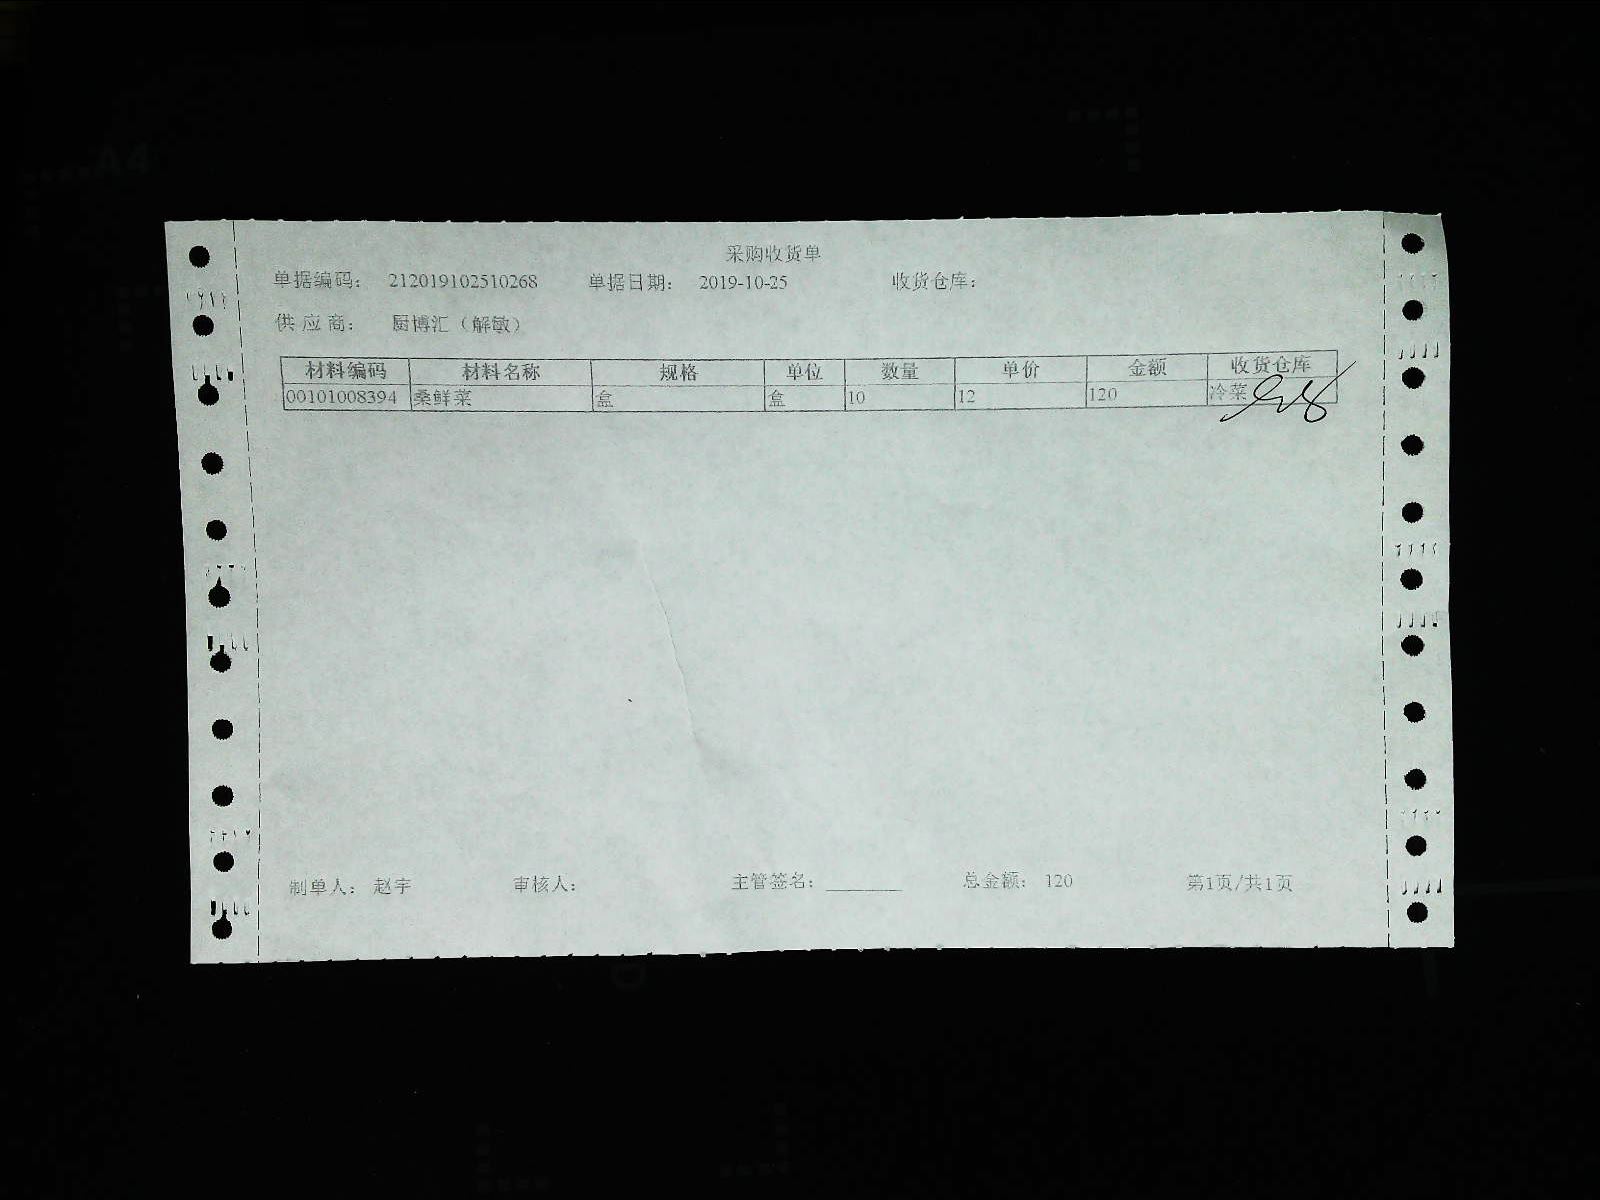 采购收货单
单据编码： 212019102510268 单据日期： 2019-10-25 收货仓库：
供 应 商： 厨博汇（解敏）
材料编码 材料名称 规格 单位 数量 单价 金额 收货仓库
00101008394 桑鲜菜 盒 盒 10 12 120 冷菜
制单人： 赵宇 审核人： 主管签名： 总金额： 120 第1页/共1页